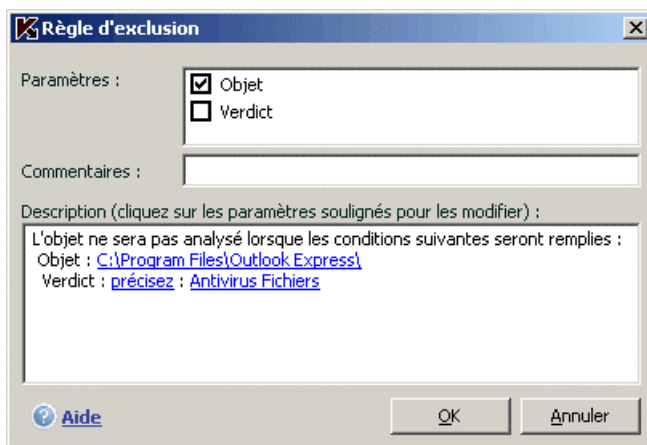 Règle d'exclusion
Paramètres :
Objet
Verdict
Commentaires :
Description (cliquez sur les paramètres soulignés pour les modifier) :
L'objet ne sera pas analysé lorsque les conditions suivantes seront remplies :
Objet : C:\Program Files\Outlook Express\
Verdict : précisez : Antivirus Fichiers
Aide
OK
Annuler